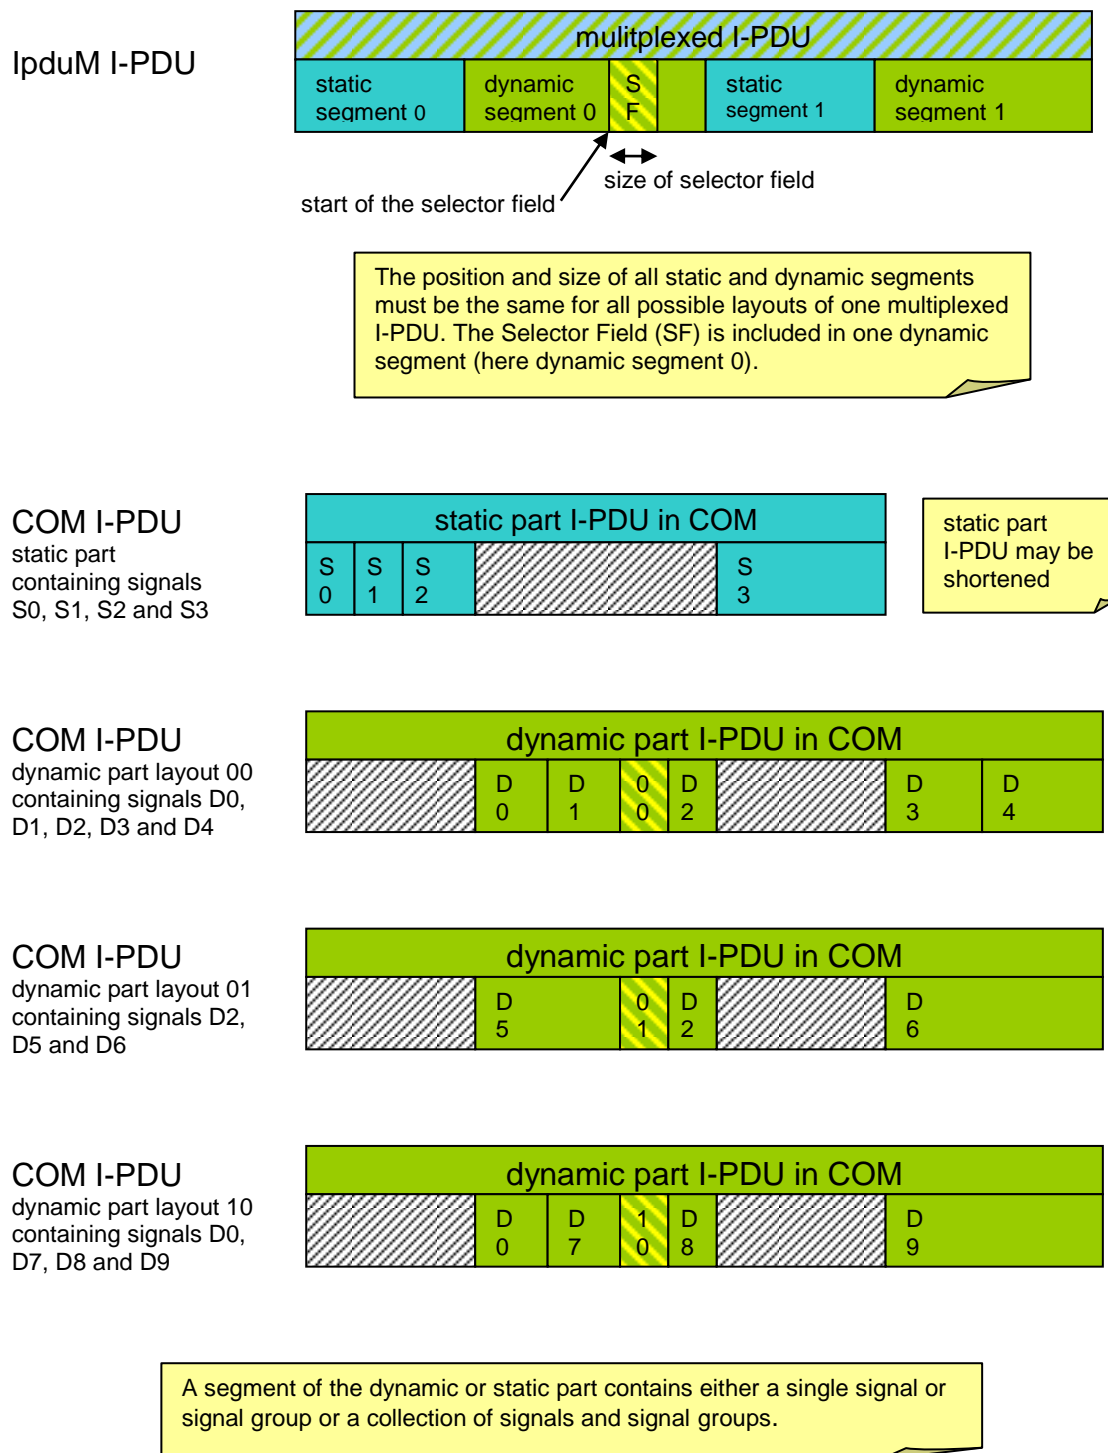 IpduM I-PDU
mulitplexed I-PDU
static
segment 0
dynamic
segment 0
S
F
static
segment 1
dynamic
segment 1
size of selector field
start of the selector field
The position and size of all static and dynamic segments
must be the same for all possible layouts of one multiplexed
I-PDU. The Selector Field (SF) is included in one dynamic
segment (here dynamic segment 0).
COM I-PDU
static part
containing signals
S0, S1, S2 and S3
static part I-PDU in COM
S S S S
0 1 2 3
static part
I-PDU may be
shortened
COM I-PDU
dynamic part layout 00
containing signals D0,
D1, D2, D3 and D4
dynamic part I-PDU in COM
D D 0 D D D
0 1 0 2 3 4
COM I-PDU
dynamic part layout 01
containing signals D2,
D5 and D6
dynamic part I-PDU in COM
D 0 D D
5 1 2 6
COM I-PDU
dynamic part layout 10
containing signals D0,
D7, D8 and D9
dynamic part I-PDU in COM
D D 1 D D
0 7 0 8 9
A segment of the dynamic or static part contains either a single signal or
signal group or a collection of signals and signal groups.